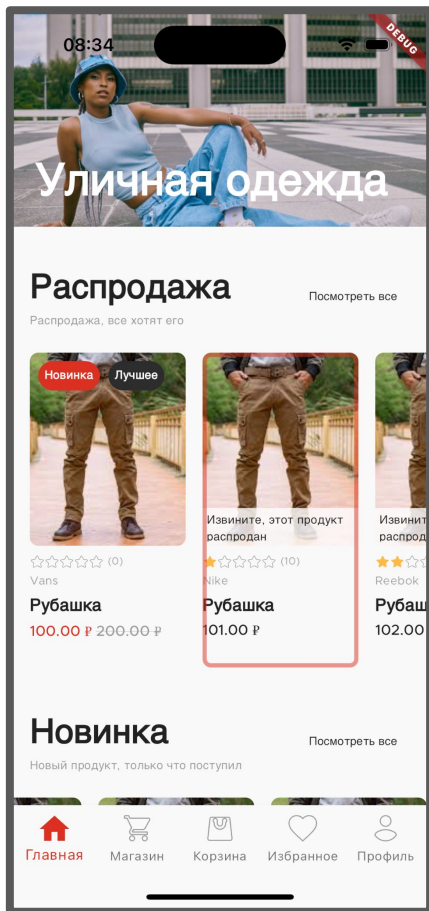 08:34
DEBUG
Уличная одежда
Распродажа
Посмотреть все
Распродажа, все хотят его
Новинка Лучшее
Извините, этот продукт
распродан
Извинит
распрод
(0)
(10)
Vans
Nike
Reebok
Рубашка
Рубашка
Рубаш
100.00 ₽ 200.00 ₽
101.00 ₽
102.00
Новинка
Посмотреть все
Новый продукт, только что поступил
Главная
Магазин
Корзина
Избранное
Профиль